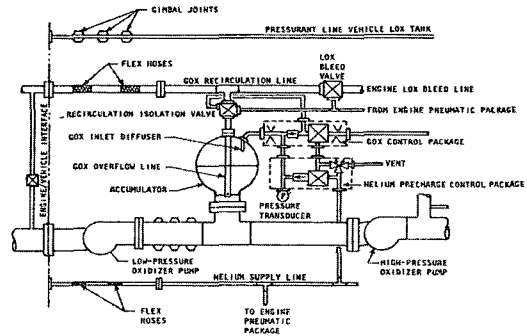 GIMBAL JOINTS
PRESSURANT LINE VEHICLE LOX TANK
FLEX HOSES
GOX RECIRCULATION LINE
LOX
BLEED
VALVE
ENGINE LOX BLEED LINE
RECIRCULATION ISOLATION VALVE
FROM ENGINE PNEUMATIC PACKAGE
GOX INLET DIFFUSER
GOX CONTROL PACKAGE
GOX OVERFLOW LINE
VENT
ACCUMULATOR
HELIUM PRECHARGE CONTROL PACKAGE
P
PRESSURE
TRANSDUCER
ENGINE/VEHICLE INTERFACE
LOW-PRESSURE
OXIDIZER PUMP
HIGH-PRESSURE
OXIDIZER PUMP
HELIUM SUPPLY LINE
FLEX
HOSES
TO ENGINE
PNEUMATIC
PACKAGE